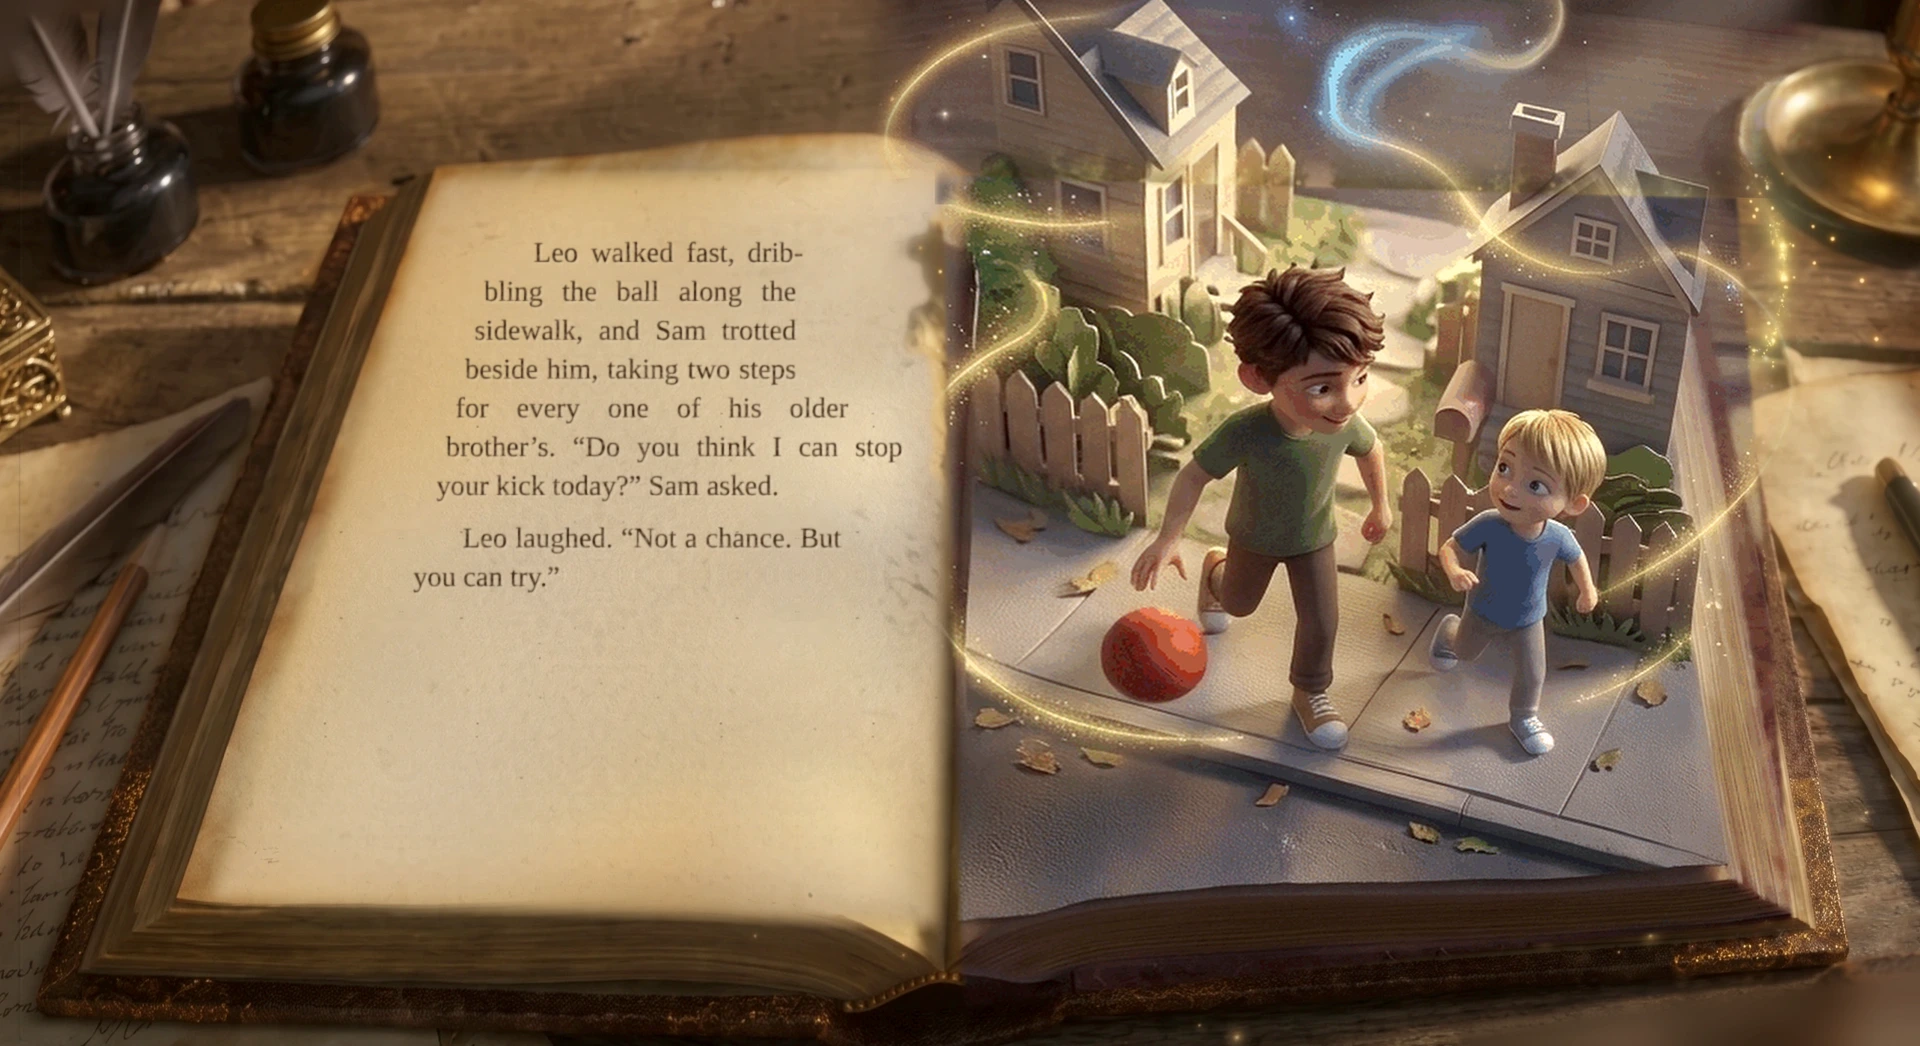 Leo walked fast, drib-
bling the ball along the
sidewalk, and Sam trotted
beside him, taking two steps
for every one of his older
brother’s. “Do you think I can stop
your kick today?” Sam asked.
Leo laughed. “Not a chance. But
you can try.”